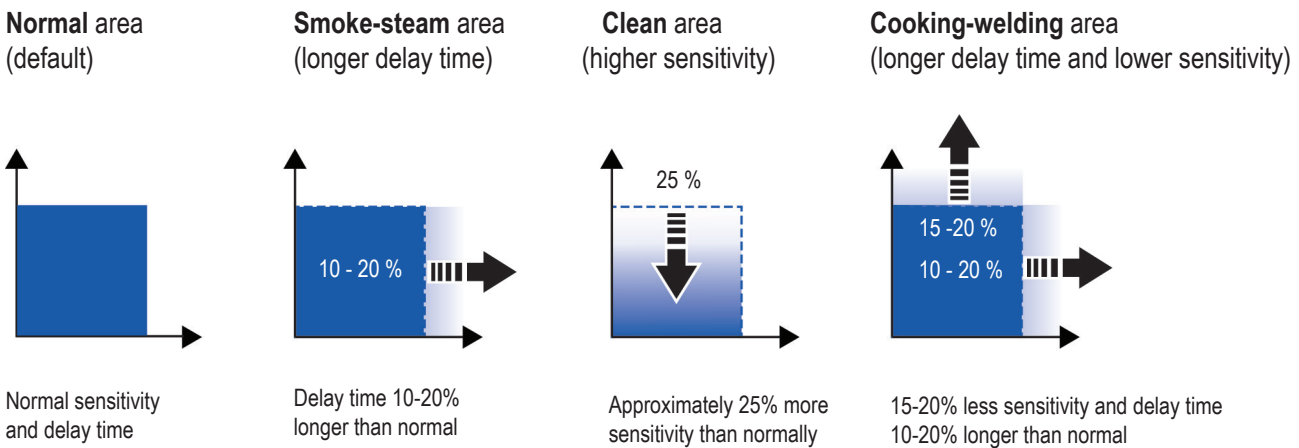 Normal area
(default)
Smoke-steam area
(longer delay time)
Clean area
(higher sensitivity)
Cooking-welding area
(longer delay time and lower sensitivity)
10 - 20 %
25 %
15 -20 %
10 - 20 %
Normal sensitivity
and delay time
Delay time 10-20%
longer than normal
Approximately 25% more
sensitivity than normally
15-20% less sensitivity and delay time
10-20% longer than normal